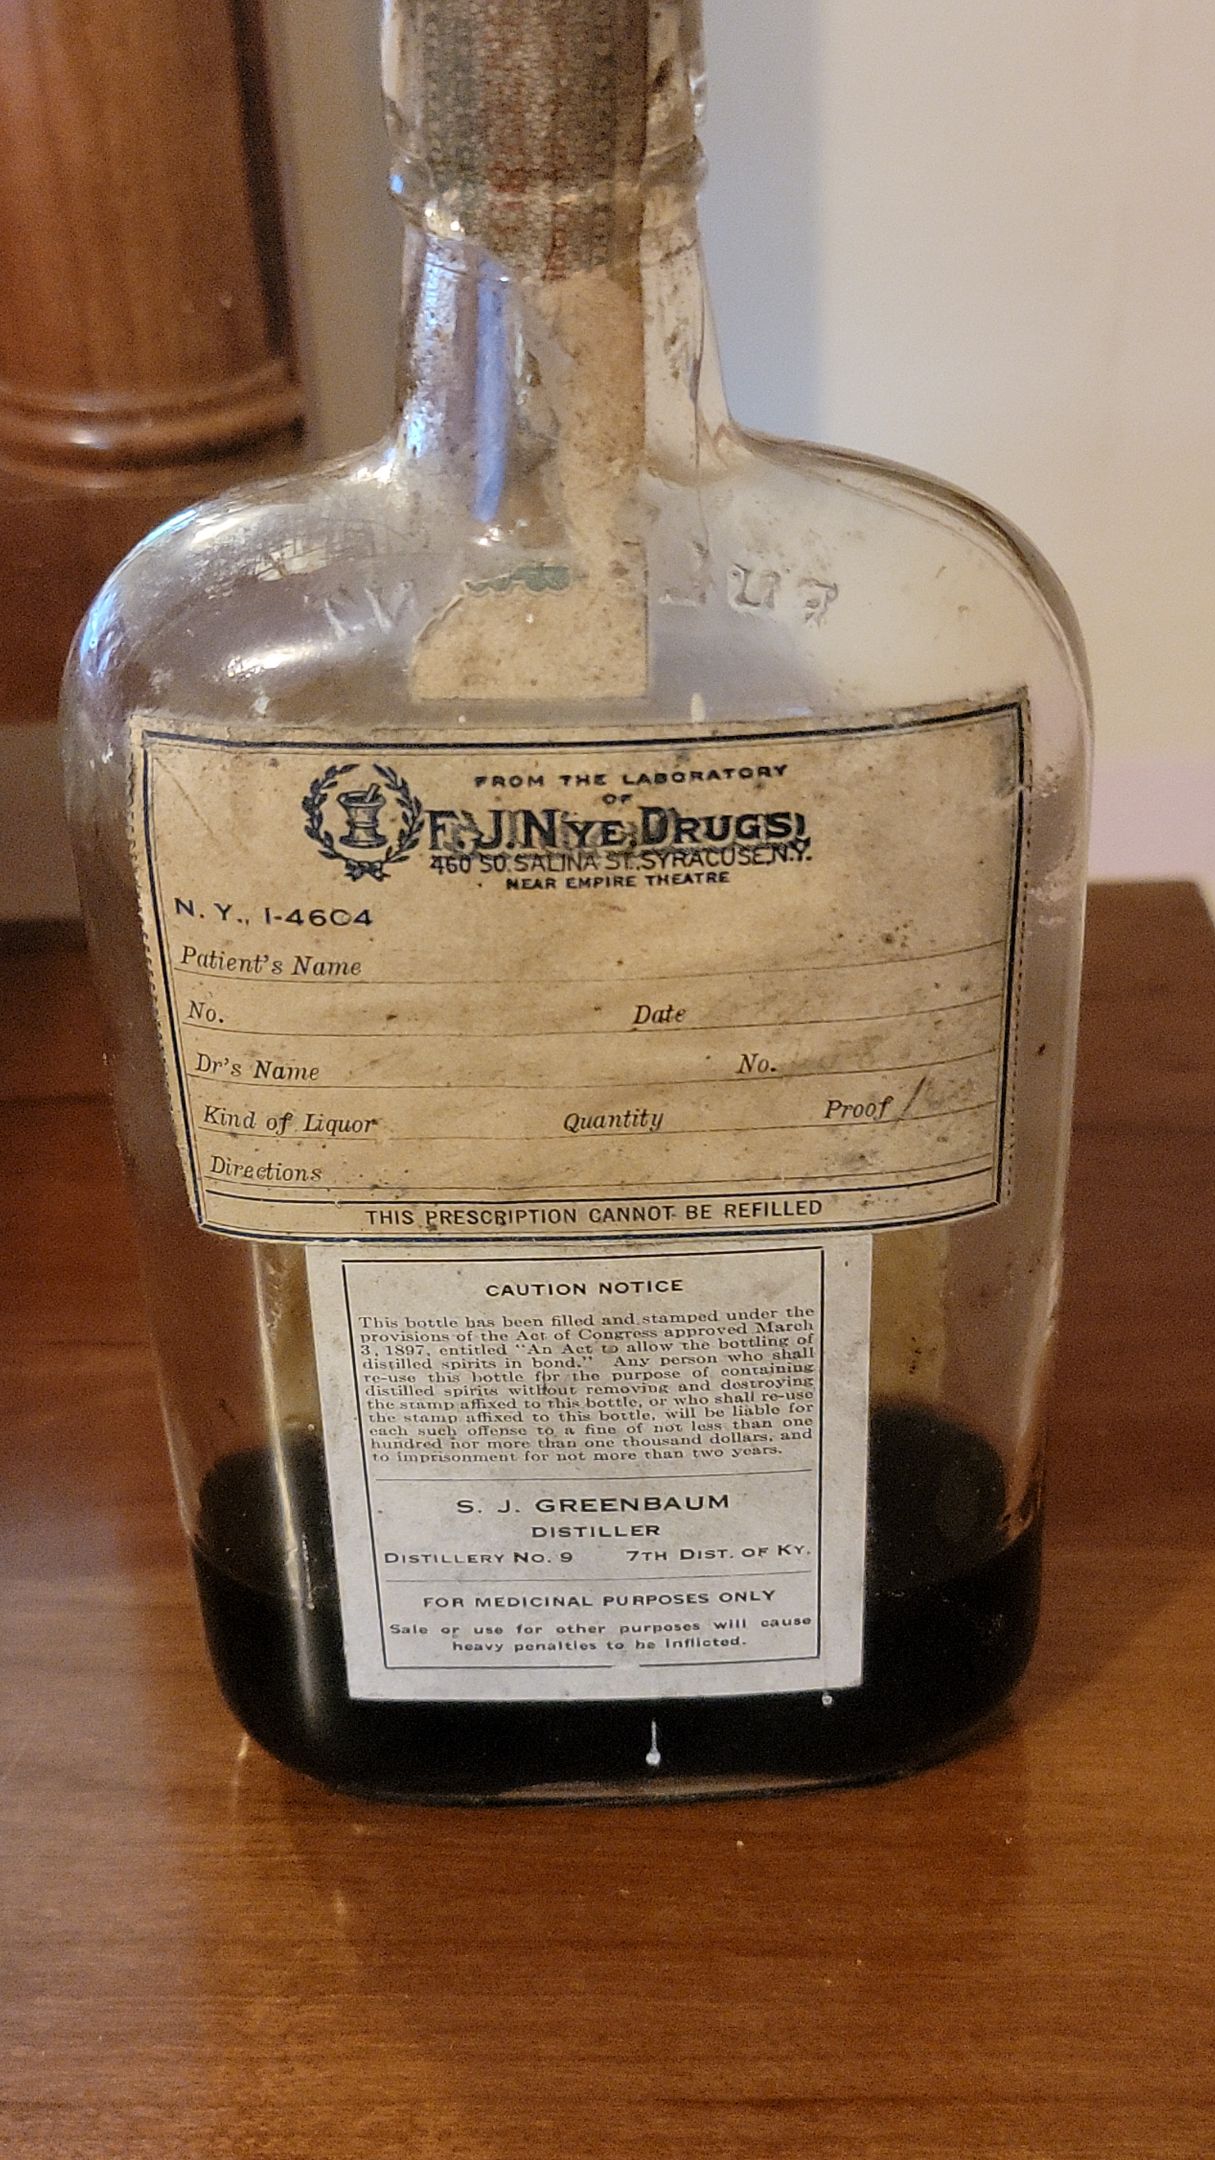 FROM THE LABORATORY
OF
F. J. NYE, DRUGS,
460 SO. SALINA ST., SYRACUSE, N.Y.
NEAR EMPIRE THEATRE
N. Y., I-4604
Patient's Name
No. Date
Dr's Name No.
Kind of Liquor Quantity Proof
Directions
THIS PRESCRIPTION CANNOT BE REFILLED
CAUTION NOTICE
This bottle has been filled and stamped under the
provisions of the Act of Congress approved March
3, 1897, entitled "An Act to allow the bottling of
distilled spirits in bond." Any person who shall
re-use this bottle for the purpose of containing
distilled spirits without removing and destroying
the stamp affixed to this bottle, or who shall re-use
the stamp affixed to this bottle, will be liable for
each such offense to a fine of not less than one
hundred nor more than one thousand dollars, and
to imprisonment for not more than two years.
S. J. GREENBAUM
DISTILLER
DISTILLERY NO. 9 7TH DIST. OF KY.
FOR MEDICINAL PURPOSES ONLY
Sale or use for other purposes will cause
heavy penalties to be inflicted.